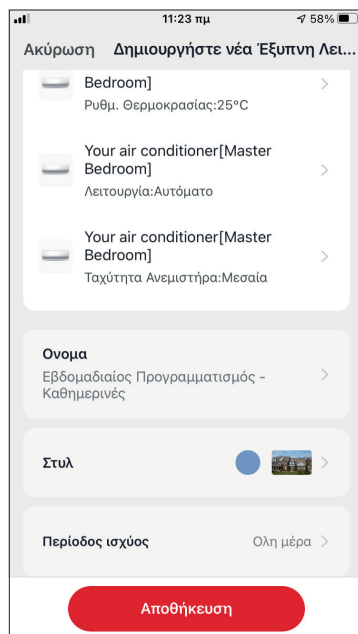 11:23 πμ
58%
Ακύρωση Δημιουργήστε νέα Έξυπνη Λει...
Bedroom]
Ρυθμ. Θερμοκρασίας:25°C
Your air conditioner[Master
Bedroom]
Λειτουργία:Αυτόματο
Your air conditioner[Master
Bedroom]
Ταχύτητα Ανεμιστήρα:Μεσαία
Ονομα
Εβδομαδιαίος Προγραμματισμός -
Καθημερινές
Στυλ
Περίοδος ισχύος Ολη μέρα
Αποθήκευση